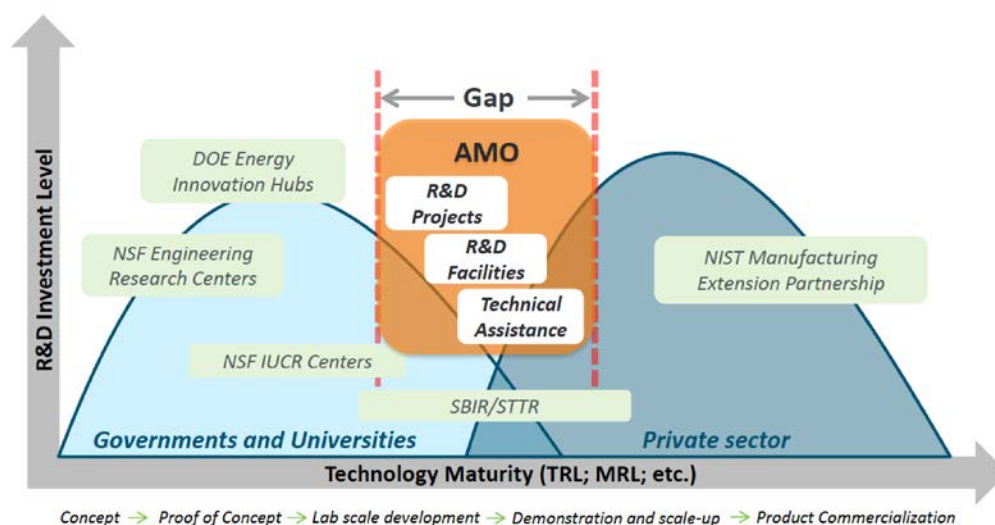 Gap
AMO
DOE Energy
Innovation Hubs
R&D
Projects
NSF Engineering
Research Centers
R&D
Facilities
NIST Manufacturing
Extension Partnership
Technical
Assistance
NSF IUCR Centers
SBIR/STTR
Governments and Universities
Private sector
R&D Investment Level
Technology Maturity (TRL; MRL; etc.)
Concept → Proof of Concept → Lab scale development → Demonstration and scale-up → Product Commercialization